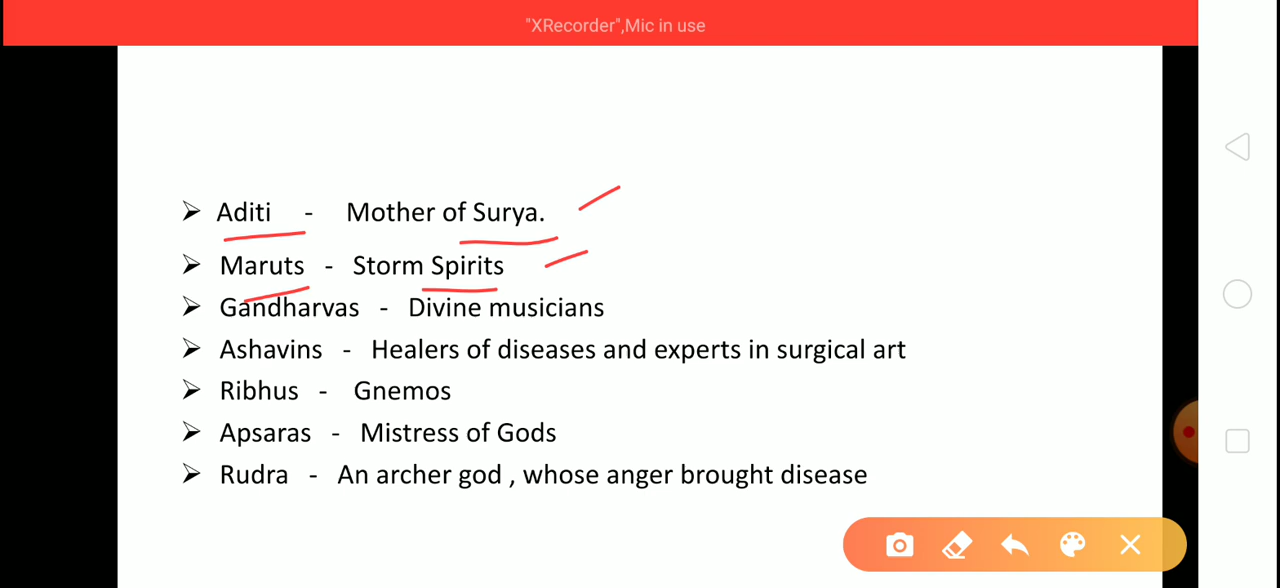 "XRecorder",Mic in use
➢ Aditi - Mother of Surya.
➢ Maruts - Storm Spirits
➢ Gandharvas - Divine musicians
➢ Ashavins - Healers of diseases and experts in surgical art
➢ Ribhus - Gnemos
➢ Apsaras - Mistress of Gods
➢ Rudra - An archer god , whose anger brought disease